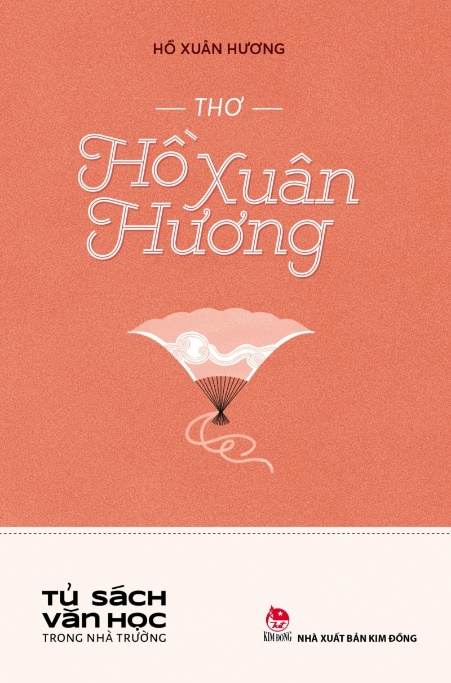 HỒ XUÂN HƯƠNG
THƠ
Hồ Xuân
Hương
TỦ SÁCH
VĂN HỌC
TRONG NHÀ TRƯỜNG
KIM ĐỒNG
NHÀ XUẤT BẢN KIM ĐỒNG